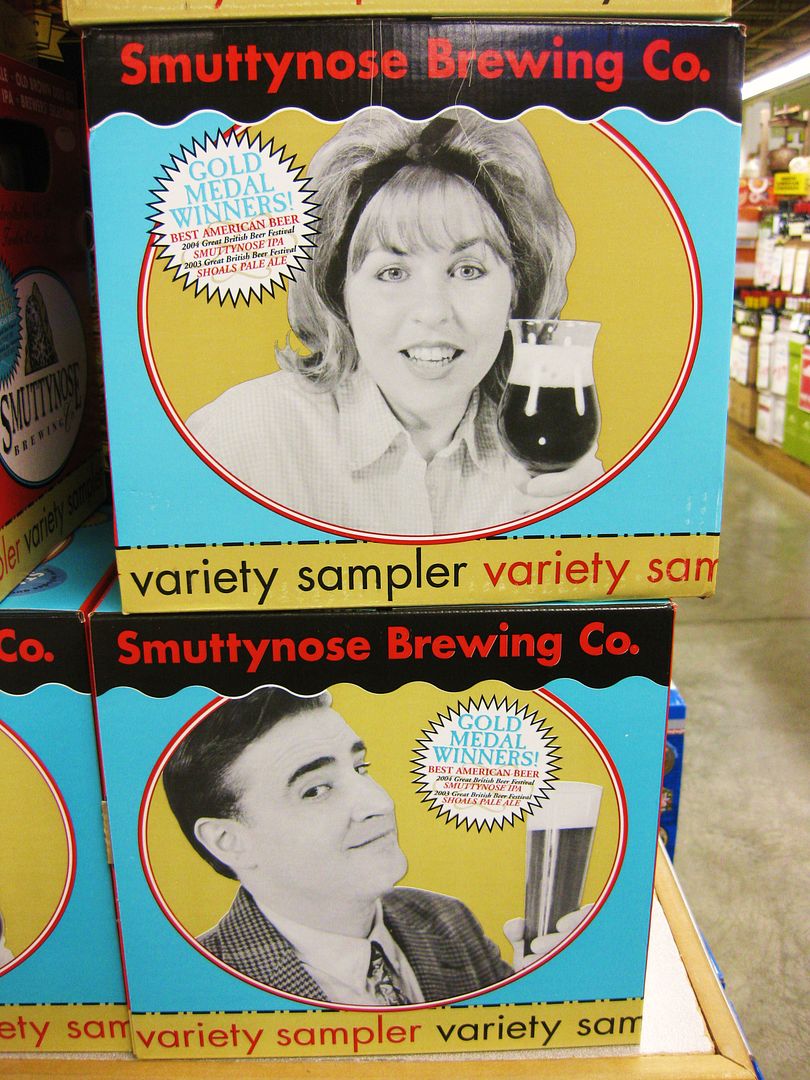 Smuttynose Brewing Co.
GOLD
MEDAL
WINNERS!
BEST AMERICAN BEER
2004 Great British Beer Festival
SMUTTYNOSE IPA
2003 Great British Beer Festival
SHOALS PALE ALE
variety sampler variety sam
Smuttynose Brewing Co.
GOLD
MEDAL
WINNERS!
BEST AMERICAN BEER
2004 Great British Beer Festival
SMUTTYNOSE IPA
2003 Great British Beer Festival
SHOALS PALE ALE
variety sampler variety sam
SMUTTYNOSE
BREWING Co.
ler variety sampler
Co.
ety sam